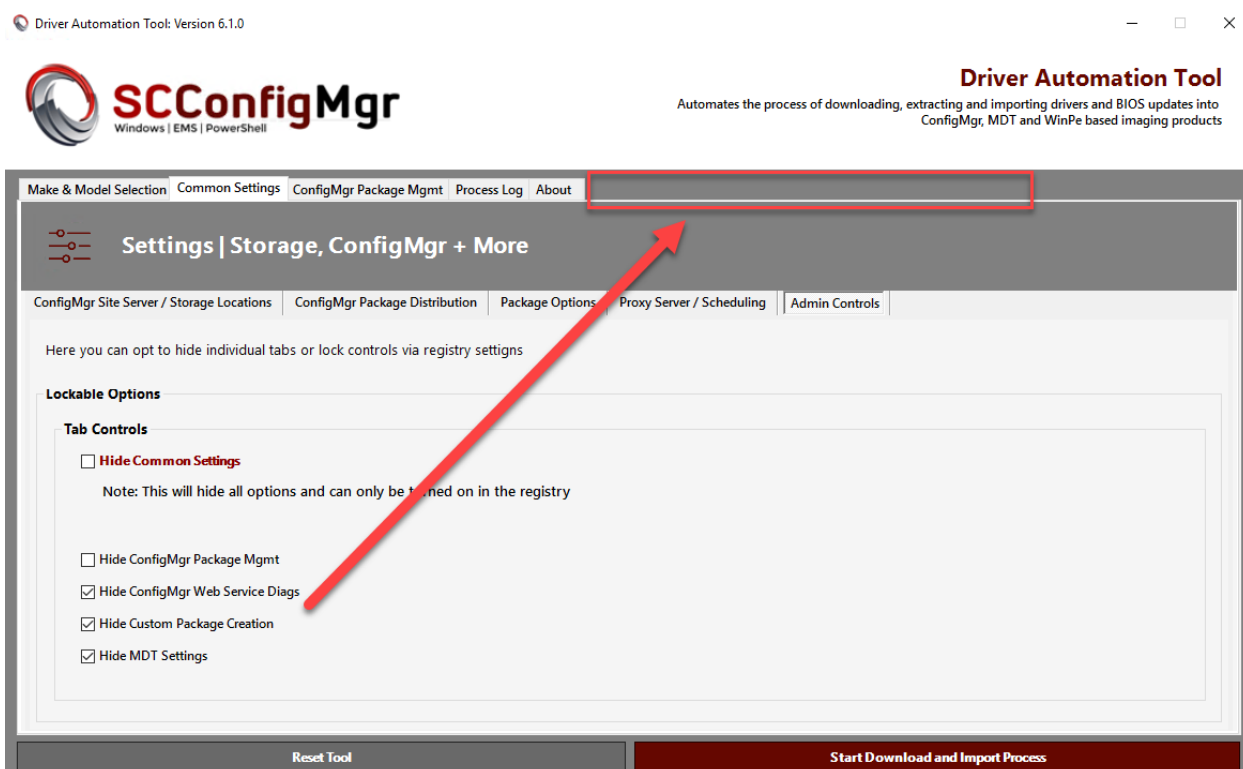 Driver Automation Tool: Version 6.1.0
SCConfigMgr
Windows | EMS | PowerShell
Driver Automation Tool
Automates the process of downloading, extracting and importing drivers and BIOS updates into
ConfigMgr, MDT and WinPe based imaging products
Make & Model Selection Common Settings ConfigMgr Package Mgmt Process Log About
Settings | Storage, ConfigMgr + More
ConfigMgr Site Server / Storage Locations ConfigMgr Package Distribution Package Options Proxy Server / Scheduling Admin Controls
Here you can opt to hide individual tabs or lock controls via registry settigns
Lockable Options
Tab Controls
Hide Common Settings
Note: This will hide all options and can only be turned on in the registry
Hide ConfigMgr Package Mgmt
Hide ConfigMgr Web Service Diags
Hide Custom Package Creation
Hide MDT Settings
Reset Tool Start Download and Import Process